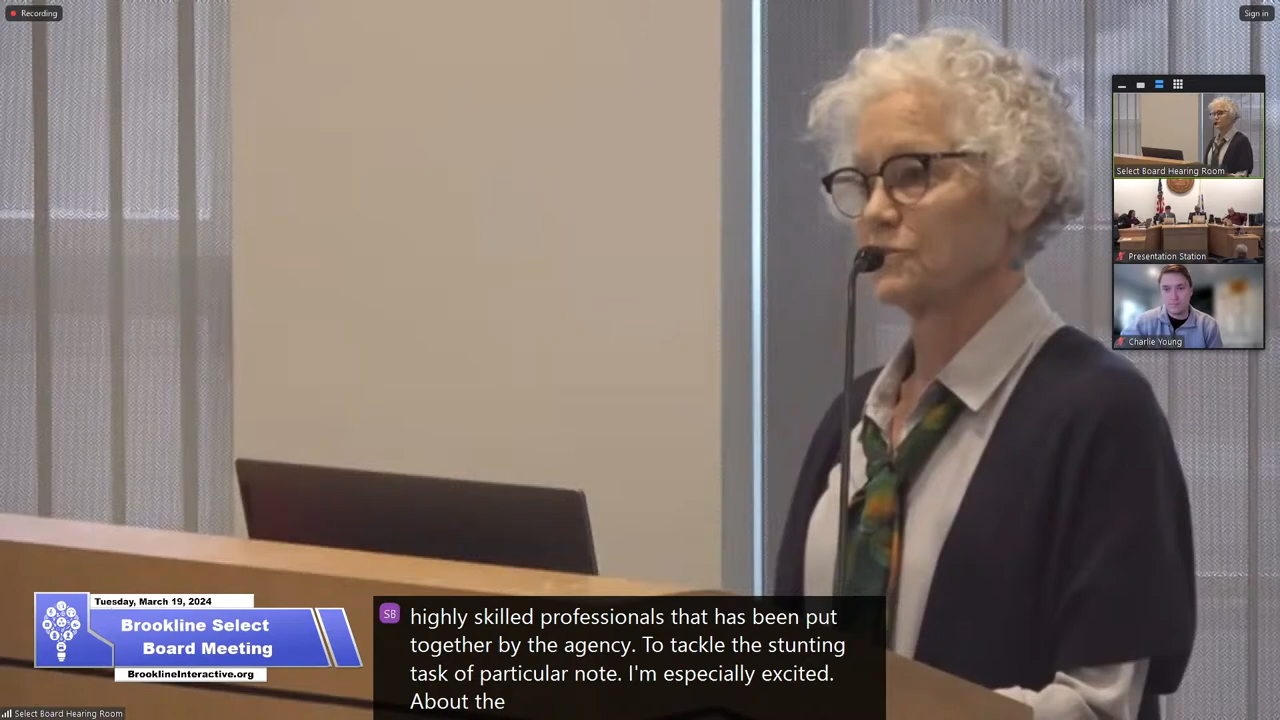 Recording
Sign in
Select Board Hearing Room
Presentation Station
Charlie Young
Tuesday, March 19, 2024
Brookline Select
Board Meeting
BrooklineInteractive.org
SB
highly skilled professionals that has been put
together by the agency. To tackle the stunting
task of particular note. I'm especially excited.
About the
Select Board Hearing Room